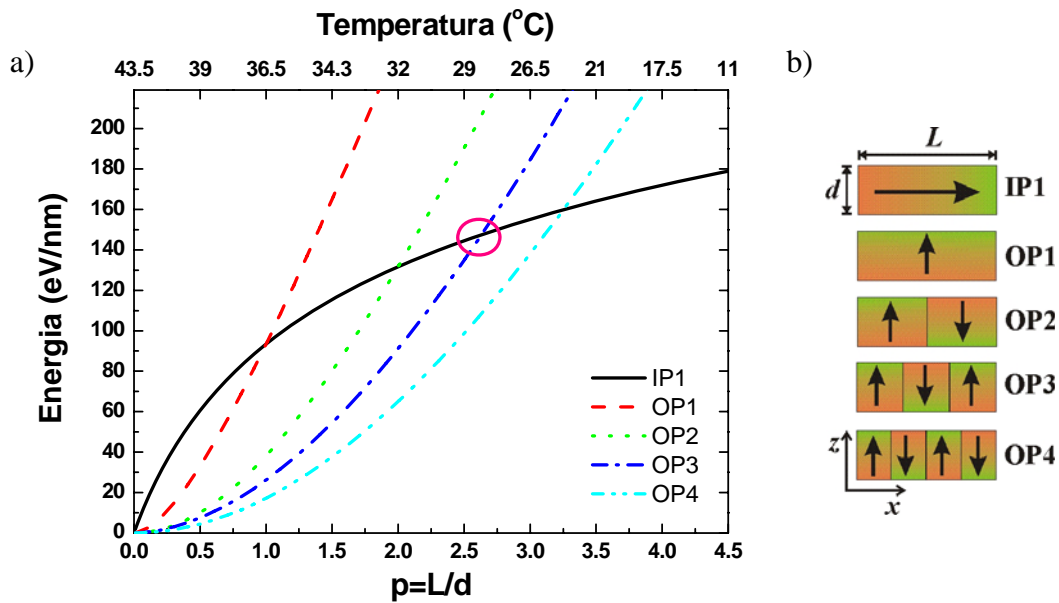 Temperatura (°C)
a)
b)
43.5 39 36.5 34.3 32 29 26.5 21 17.5 11
Energia (eV/nm)
200
180
160
140
120
100
80
60
40
20
0
IP1
OP1
OP2
OP3
OP4
0.0 0.5 1.0 1.5 2.0 2.5 3.0 3.5 4.0 4.5
p=L/d
L
d
IP1
OP1
OP2
OP3
OP4
z
x